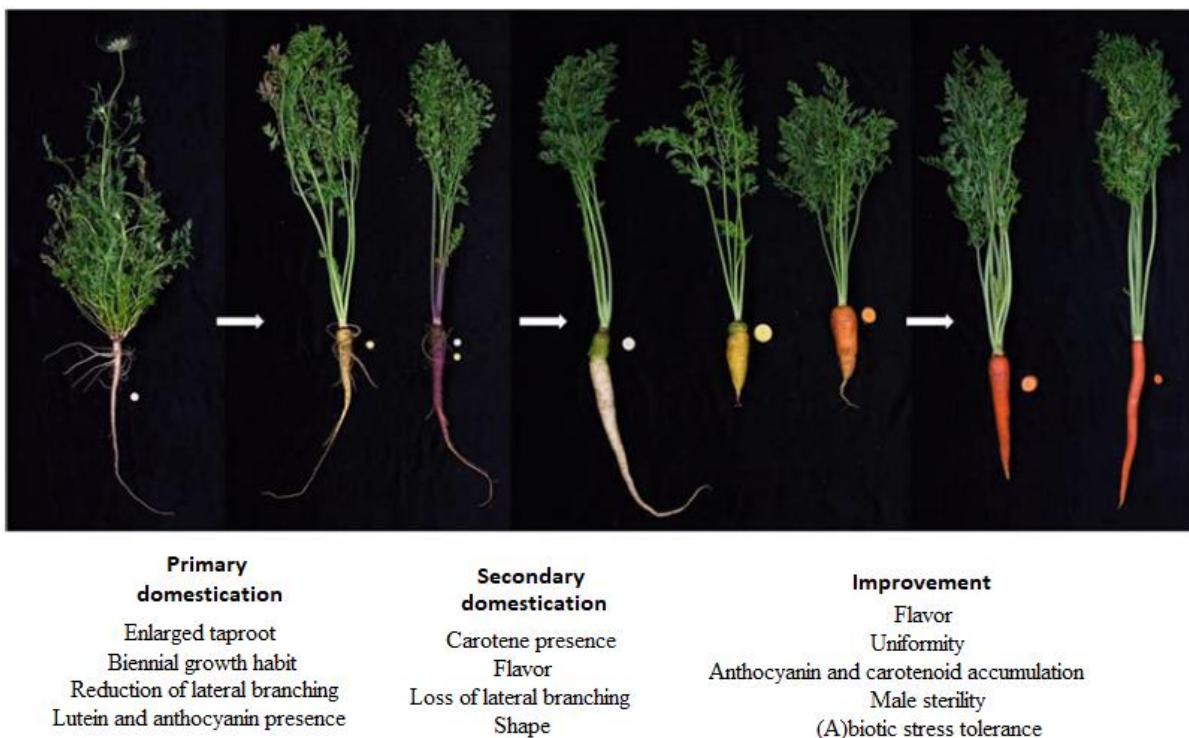 Primary
domestication
Enlarged taproot
Biennial growth habit
Reduction of lateral branching
Lutein and anthocyanin presence
Secondary
domestication
Carotene presence
Flavor
Loss of lateral branching
Shape
Improvement
Flavor
Uniformity
Anthocyanin and carotenoid accumulation
Male sterility
(A)biotic stress tolerance